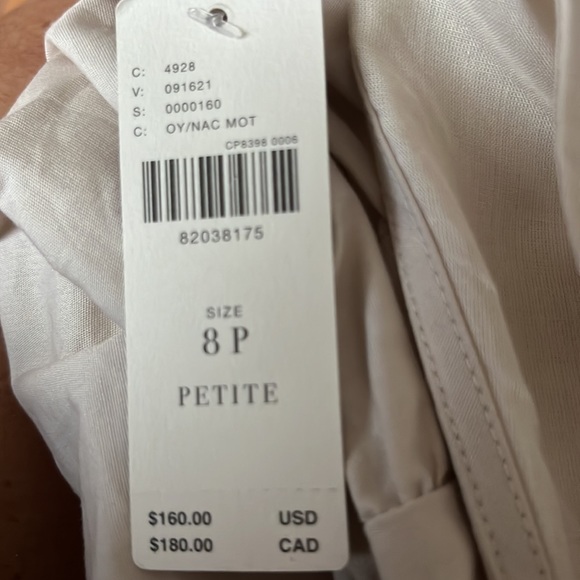 C: 4928
V: 091621
S: 0000160
C: OY/NAC MOT
CP8398 0006
82038175
SIZE
8 P
PETITE
$160.00 USD
$180.00 CAD